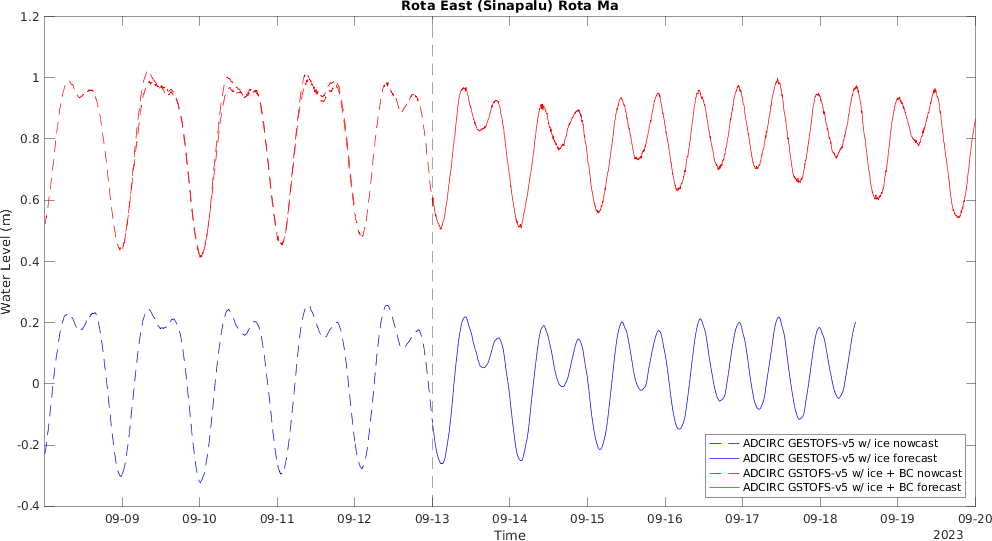 Rota East (Sinapalu) Rota Ma
1.2
1
0.8
0.6
0.4
0.2
0
-0.2
-0.4
Water Level (m)
ADCIRC GESTOFS-v5 w/ ice nowcast
ADCIRC GESTOFS-v5 w/ ice forecast
ADCIRC GSTOFS-v5 w/ ice + BC nowcast
ADCIRC GSTOFS-v5 w/ ice + BC forecast
09-09 09-10 09-11 09-12 09-13 09-14 09-15 09-16 09-17 09-18 09-19 09-20
Time
2023